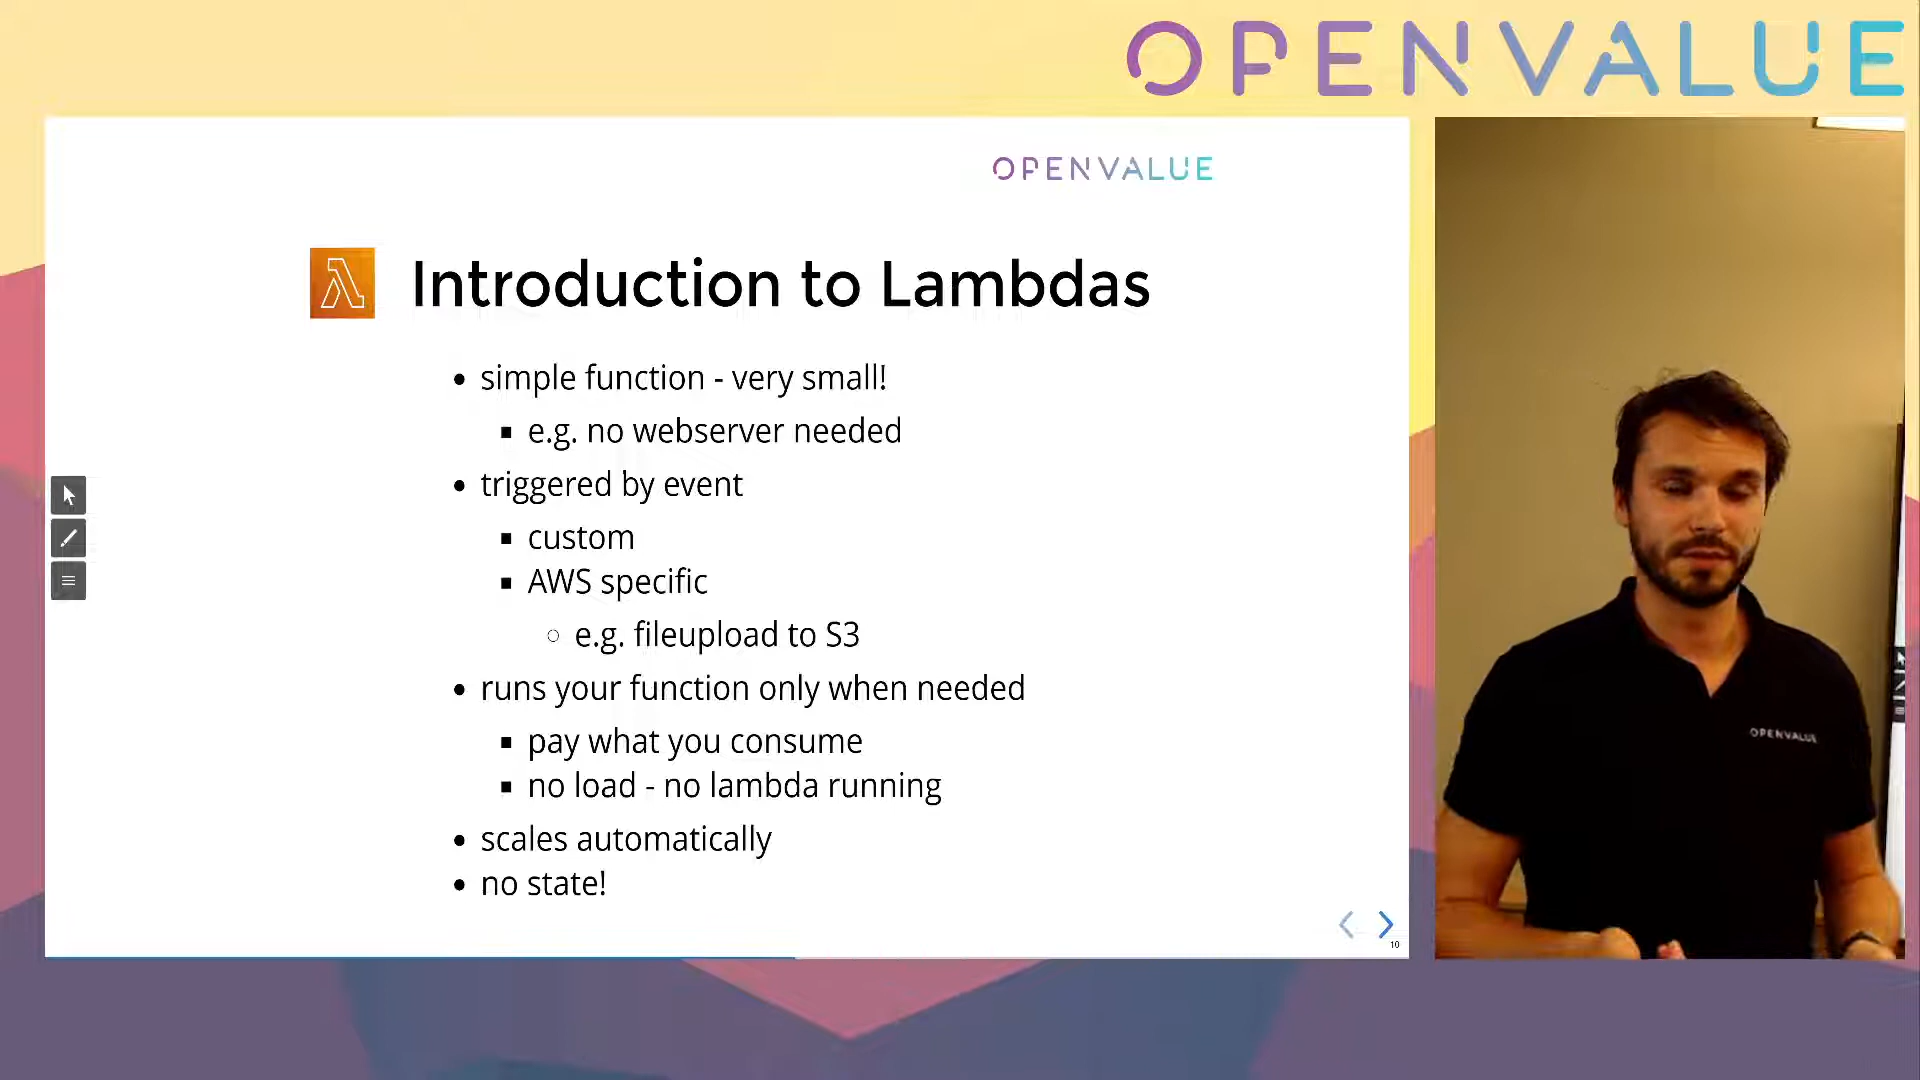 OPENVALUE
OPENVALUE
Introduction to Lambdas
• simple function - very small!
▪ e.g. no webserver needed
• triggered by event
▪ custom
▪ AWS specific
○ e.g. fileupload to S3
• runs your function only when needed
▪ pay what you consume
▪ no load - no lambda running
• scales automatically
• no state!
10
OPENVALUE